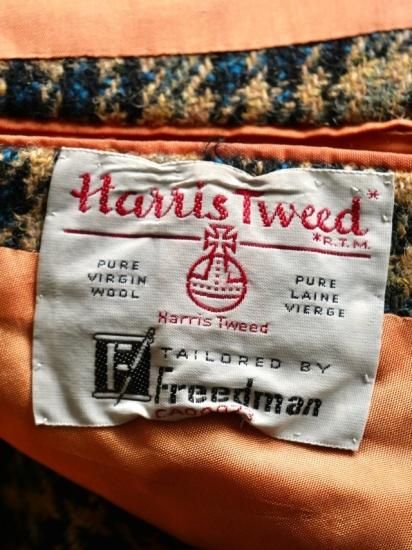 Harris Tweed*
*R.T.M.
PURE
VIRGIN
WOOL
PURE
LAINE
VIERGE
Harris Tweed
F
TAILORED BY
Freedman